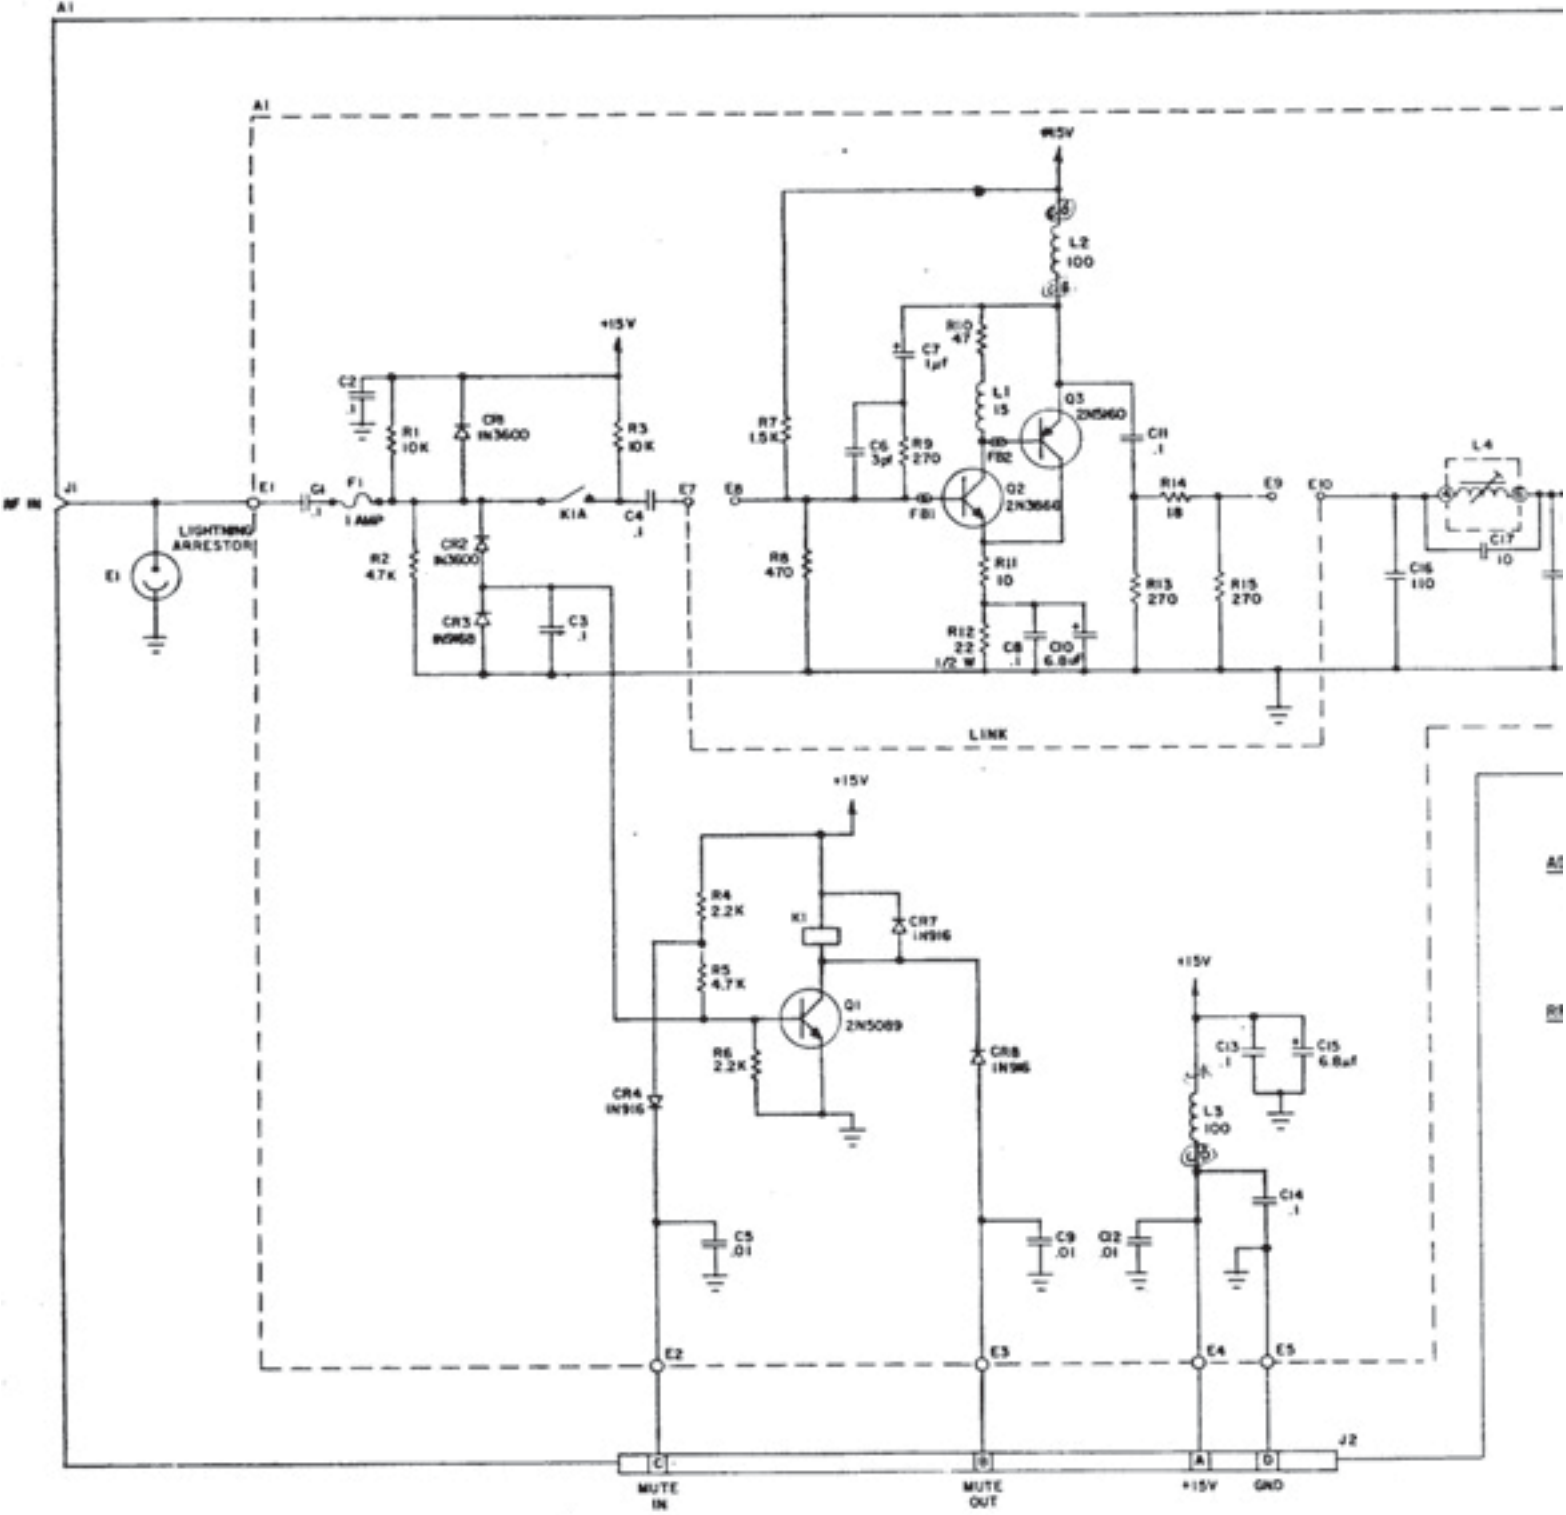 A1
A1
+15V
L2
100
R10
47
C7
1µf
+15V
C2
.1
L1
15
Q3
2N5160
R7
1.5K
CR1
1N3600
R1
10K
R3
10K
C6
3pf
R9
270
FB2
C11
.1
L4
RF IN
J1
E1
C1
.1
F1
1 AMP
K1A
C4
.1
E7
E8
FB1
Q2
2N3866
R14
18
E9
E10
LIGHTNING
ARRESTOR
E1
R2
4.7K
CR2
1N3600
R8
470
R11
10
C17
10
C16
110
R13
270
R15
270
CR3
C3
.1
R12
22
1/2 W
C8
.1
C10
6.8uf
LINK
+15V
R4
2.2K
K1
CR7
1N916
+15V
R5
4.7K
Q1
2N5089
R6
2.2K
CR8
1N916
C13
.1
C15
6.8uf
CR4
1N916
L3
100
C14
.1
C5
.01
C9
.01
C12
.01
E2
E3
E4
E5
J2
C
B
A
D
MUTE
IN
MUTE
OUT
+15V
GND